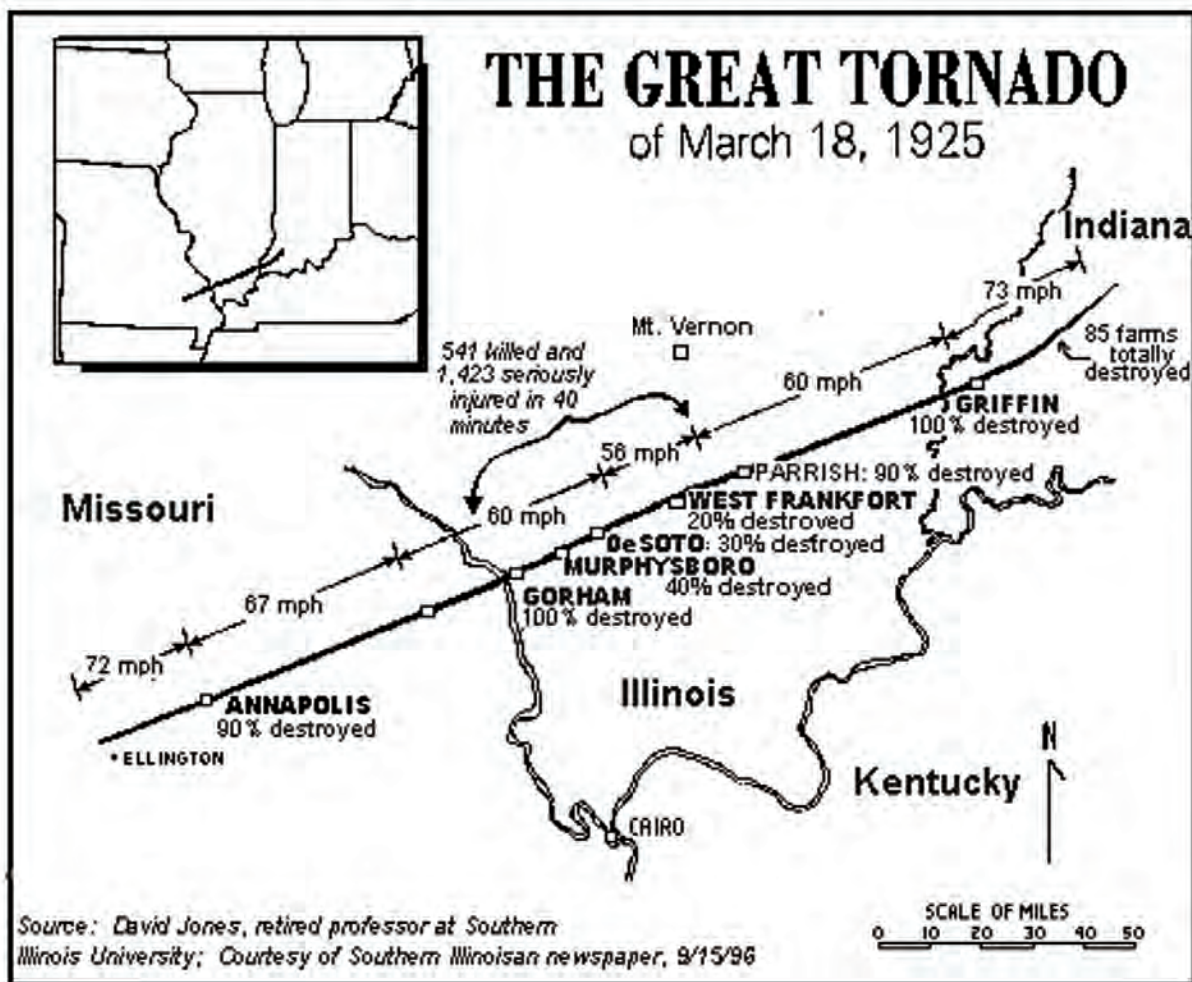 THE GREAT TORNADO
of March 18, 1925
Indiana
73 mph
Mt. Vernon
85 farms
totally
destroyed
541 killed and
1,423 seriously
injured in 40
minutes
60 mph
GRIFFIN
100% destroyed
56 mph
PARRISH: 90% destroyed
Missouri
WEST FRANKFORT
20% destroyed
60 mph
DeSOTO: 30% destroyed
MURPHYSBORO
40% destroyed
67 mph
GORHAM
100% destroyed
72 mph
Illinois
ANNAPOLIS
90% destroyed
N
ELLINGTON
Kentucky
CAIRO
SCALE OF MILES
0 10 20 30 40 50
Source: David Jones, retired professor at Southern
Illinois University; Courtesy of Southern Illinoisan newspaper, 9/15/96